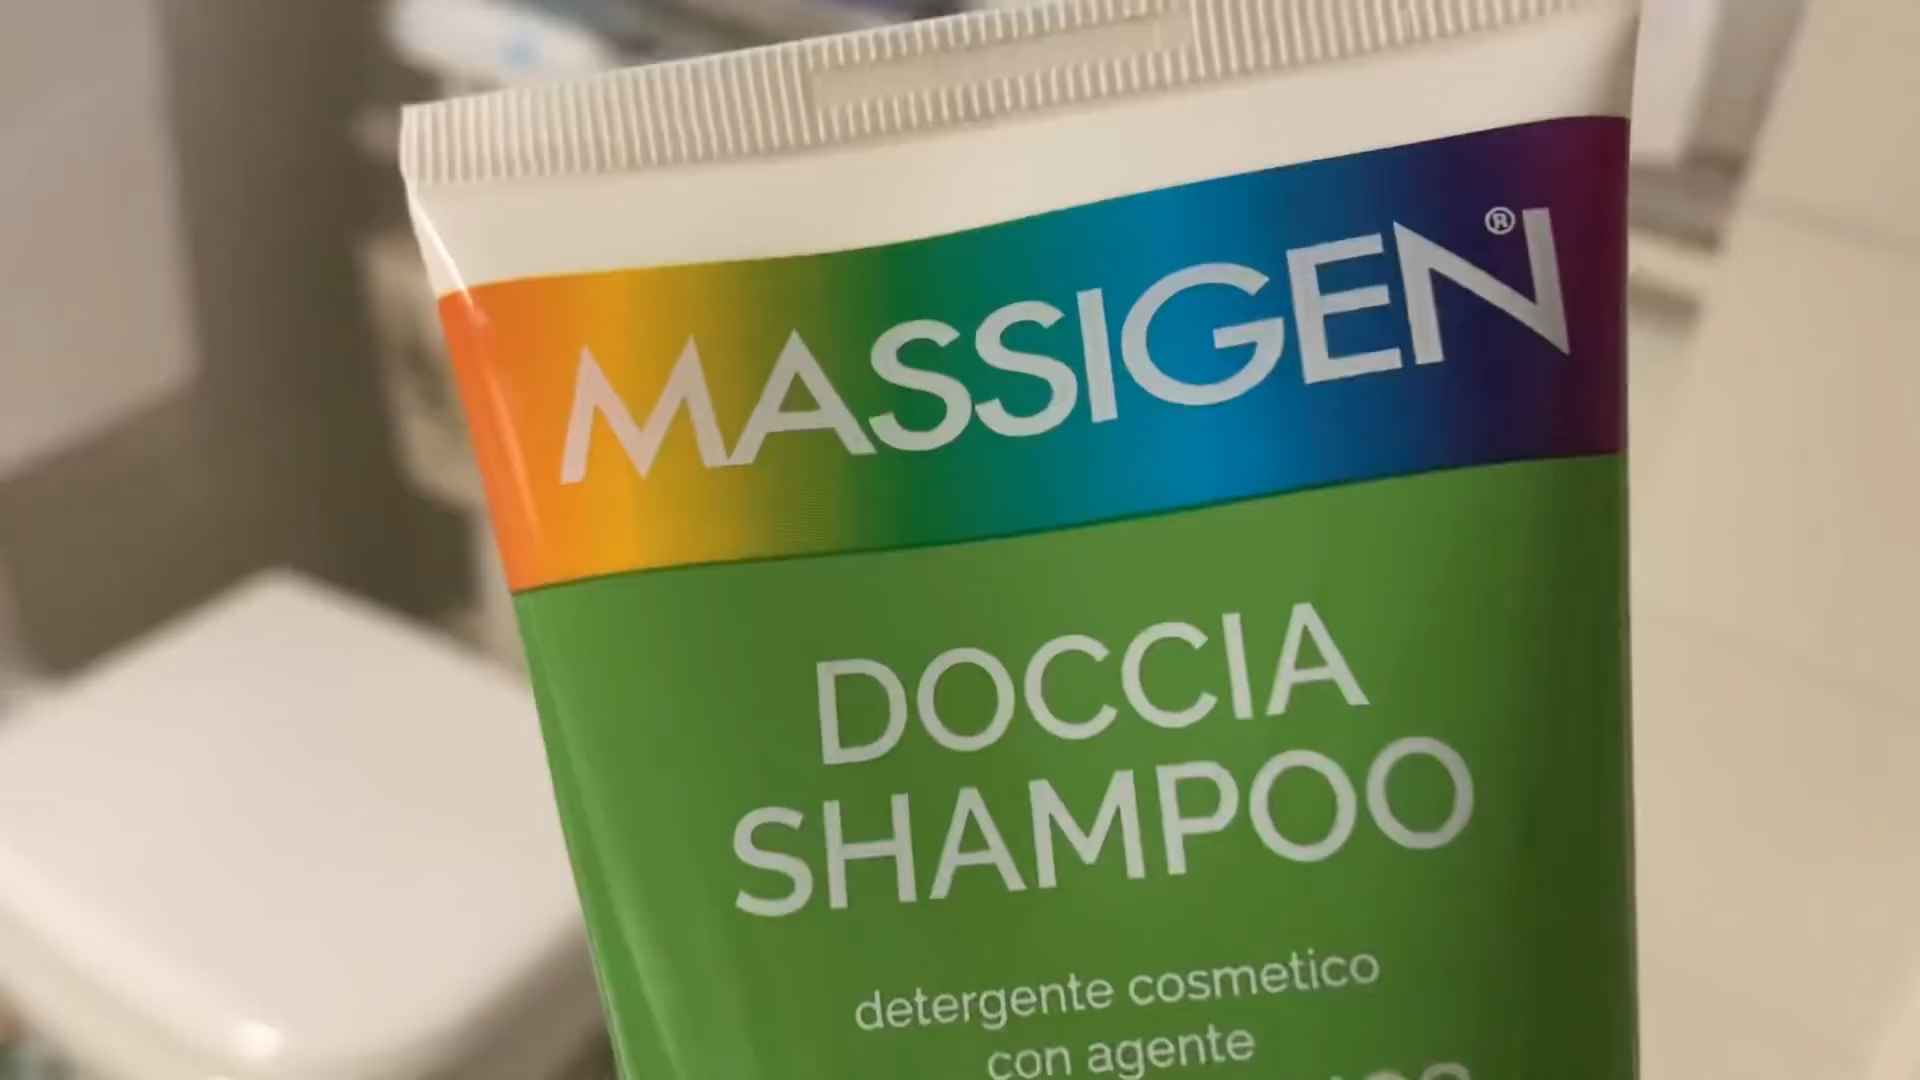 MASSIGEN®
DOCCIA
SHAMPOO
detergente cosmetico
con agente